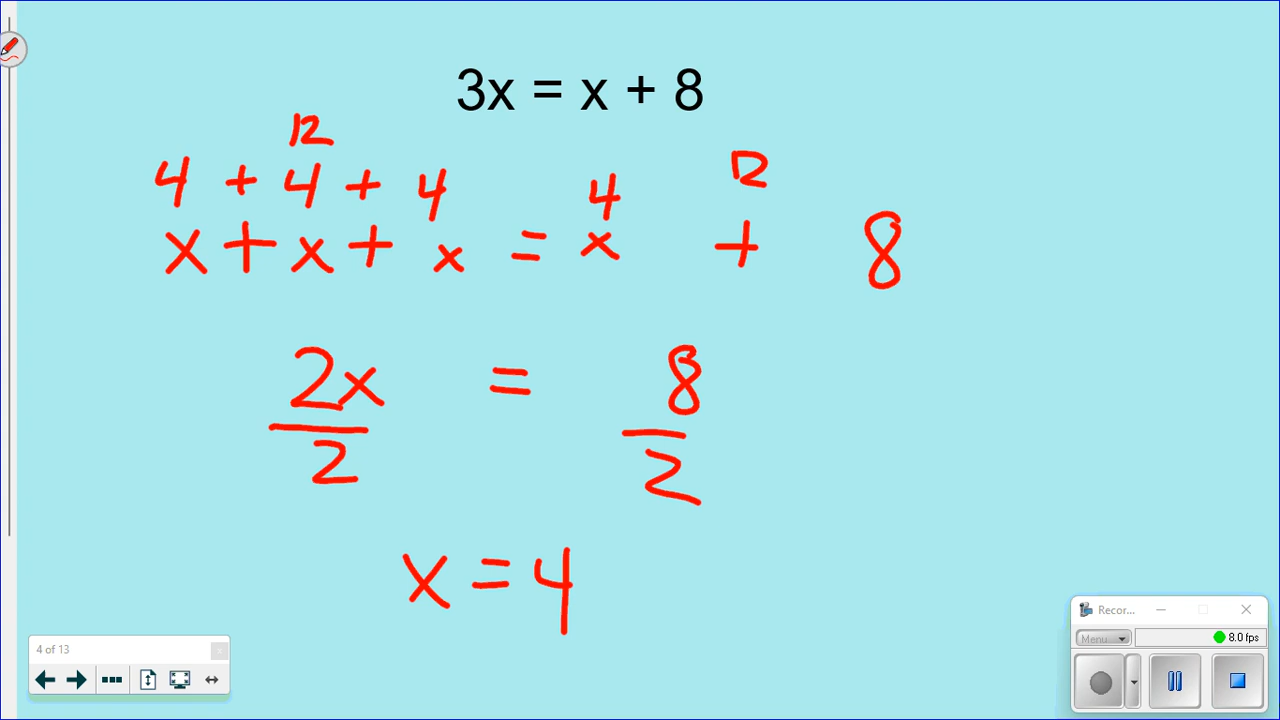 3x = x + 8
12
12
4 + 4 + 4 4
x + x + x = x + 8
2x = 8
2 2
x = 4
4 of 13
Recor...
Menu
8.0 fps